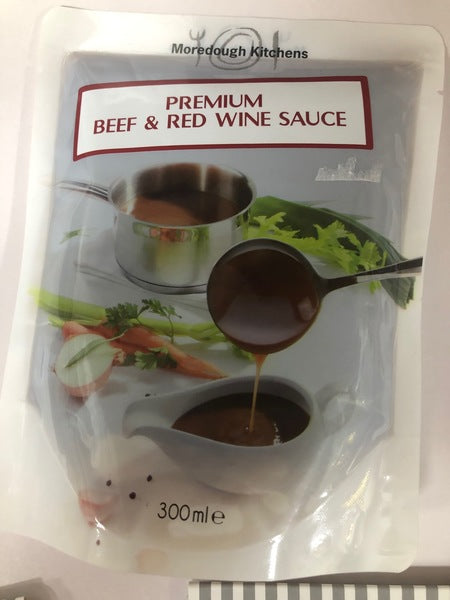 Moredough Kitchens
PREMIUM
BEEF & RED WINE SAUCE
300ml℮